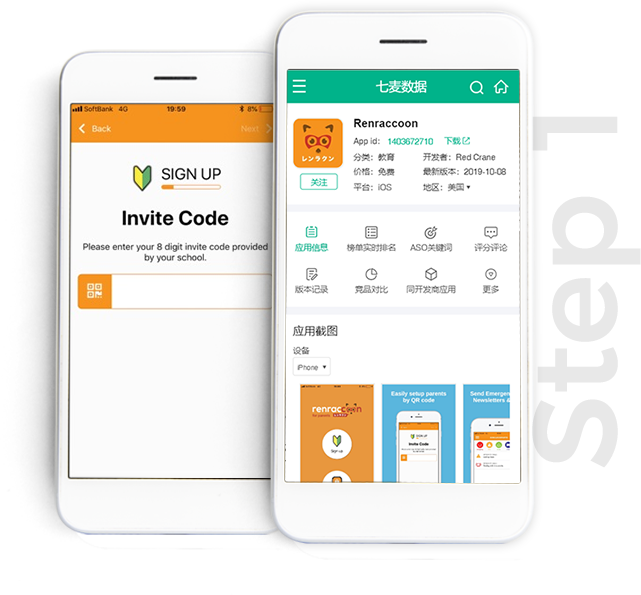 SoftBank 4G
19:59
8%
Back
Next
SIGN UP
Invite Code
Please enter your 8 digit invite code provided
by your school.
七麦数据
レンラクン
Renraccoon
App id: 1403672710 下载
分类: 教育 开发者: Red Crane
价格: 免费 最新版本: 2019-10-08
平台: iOS 地区: 美国
关注
应用信息 榜单实时排名 ASO关键词 评分评论
版本记录 竞品对比 同开发商应用 更多
应用截图
设备
iPhone
renraccoon
Sign up
Easily setup parents
by QR code
SIGN UP
Invite Code
Send Emergen
Newsletters &
Step 1